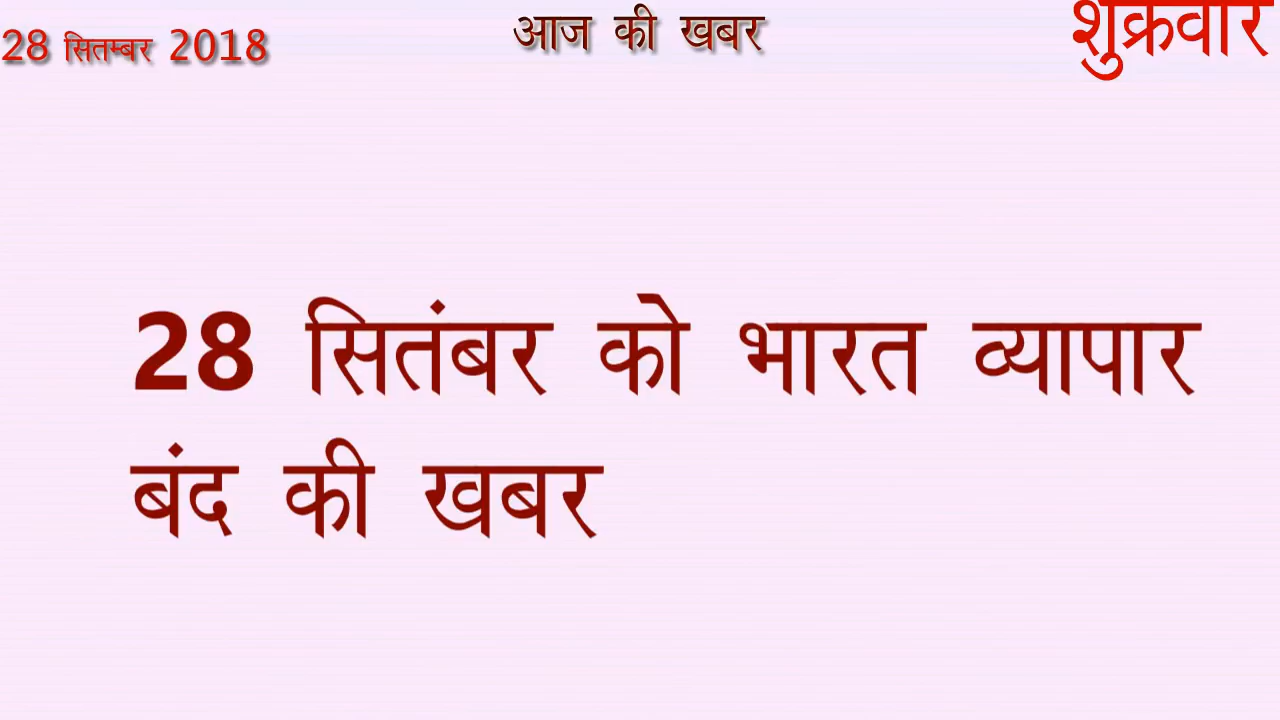 28 सितम्बर 2018
आज की खबर
शुक्रवार
28 सितंबर को भारत व्यापार
बंद की खबर